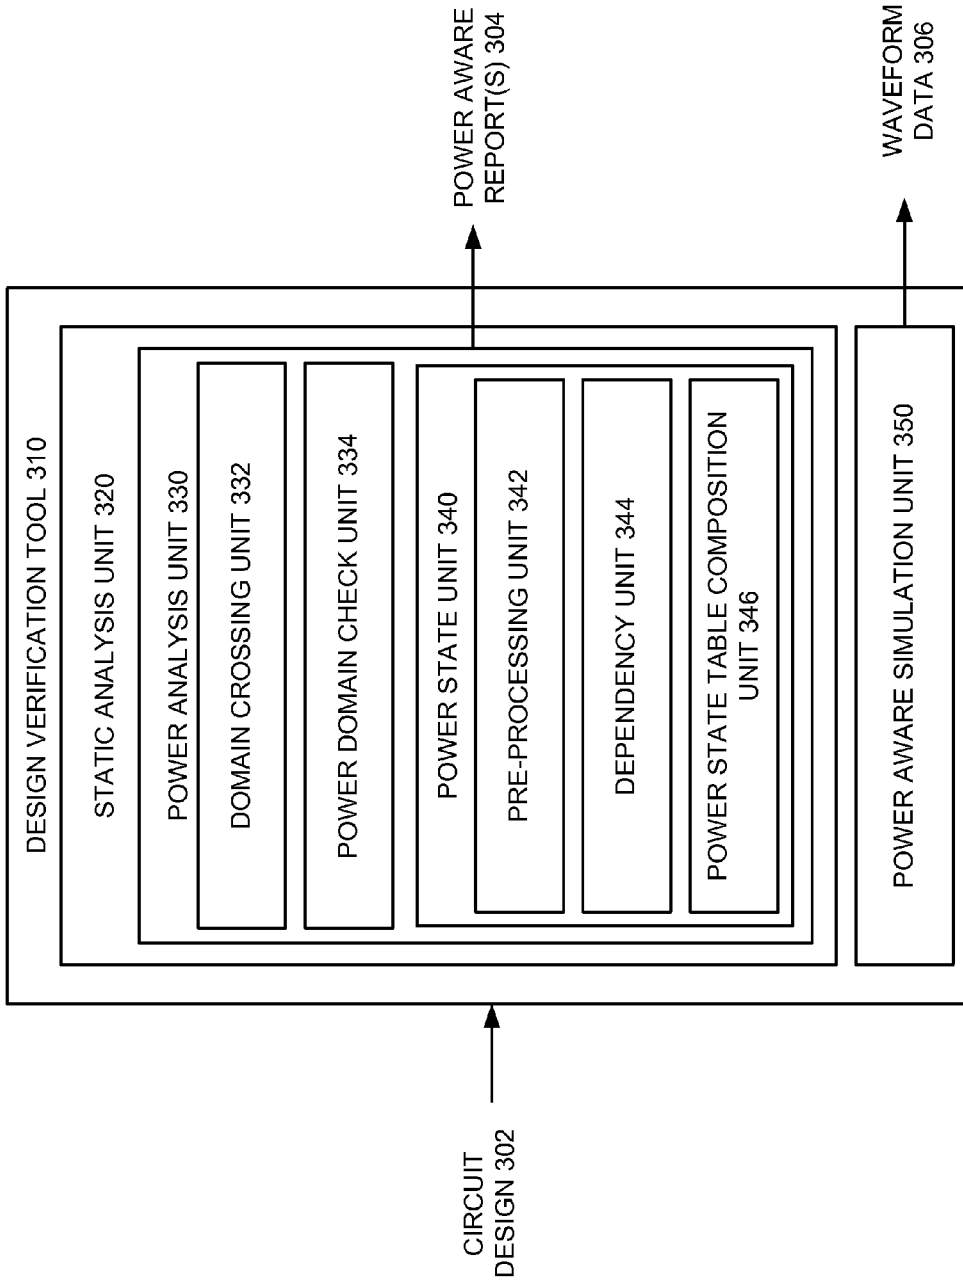 DESIGN VERIFICATION TOOL 310
STATIC ANALYSIS UNIT 320
POWER ANALYSIS UNIT 330
DOMAIN CROSSING UNIT 332
POWER DOMAIN CHECK UNIT 334
POWER STATE UNIT 340
PRE-PROCESSING UNIT 342
DEPENDENCY UNIT 344
POWER STATE TABLE COMPOSITION
UNIT 346
POWER AWARE SIMULATION UNIT 350
CIRCUIT
DESIGN 302
POWER AWARE
REPORT(S) 304
WAVEFORM
DATA 306